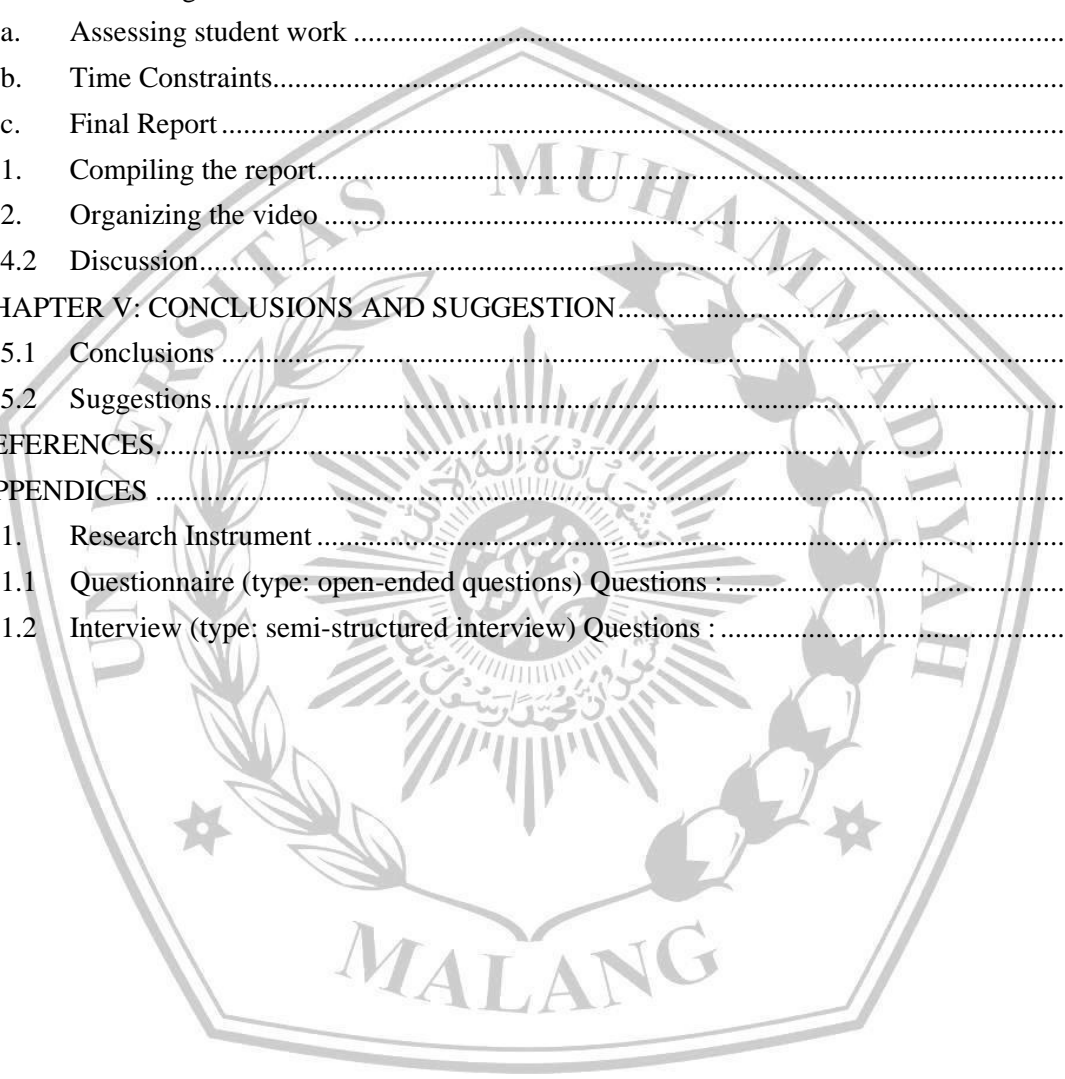 a. Assessing student work ........................................................................................................
b. Time Constraints...................................................................................................................
c. Final Report ..........................................................................................................................
1. Compiling the report.............................................................................................................
2. Organizing the video ............................................................................................................
4.2 Discussion............................................................................................................................
HAPTER V: CONCLUSIONS AND SUGGESTION................................................................
5.1 Conclusions .........................................................................................................................
5.2 Suggestions..........................................................................................................................
EFERENCES..............................................................................................................................
PPENDICES ..............................................................................................................................
1. Research Instrument .............................................................................................................
1.1 Questionnaire (type: open-ended questions) Questions : ....................................................
1.2 Interview (type: semi-structured interview) Questions : .....................................................
UNIVERSITAS MUHAMMADIYAH
MALANG